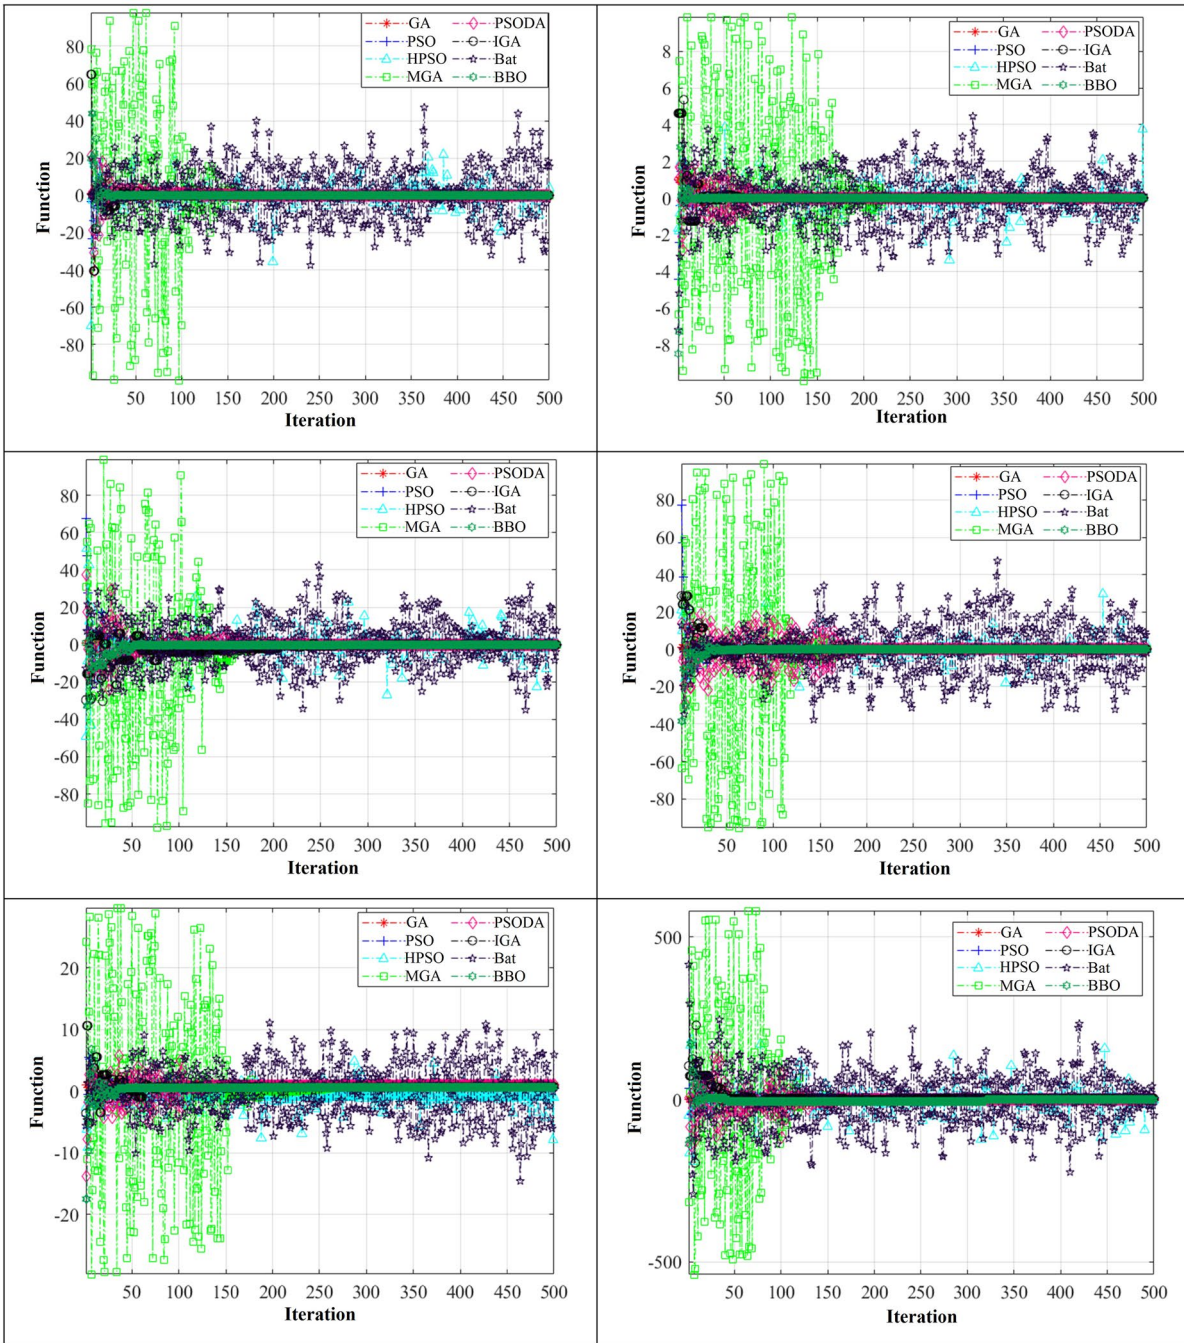 GA PSODA
PSO IGA
HPSO Bat
MGA BBO
80
60
40
20
0
-20
-40
-60
-80
Function
50 100 150 200 250 300 350 400 450 500
Iteration
GA PSODA
PSO IGA
HPSO Bat
MGA BBO
8
6
4
2
0
-2
-4
-6
-8
Function
50 100 150 200 250 300 350 400 450 500
Iteration
GA PSODA
PSO IGA
HPSO Bat
MGA BBO
80
60
40
20
0
-20
-40
-60
-80
Function
50 100 150 200 250 300 350 400 450 500
Iteration
GA PSODA
PSO IGA
HPSO Bat
MGA BBO
80
60
40
20
0
-20
-40
-60
-80
Function
50 100 150 200 250 300 350 400 450 500
Iteration
GA PSODA
PSO IGA
HPSO Bat
MGA BBO
20
10
0
-10
-20
Function
50 100 150 200 250 300 350 400 450 500
Iteration
GA PSODA
PSO IGA
HPSO Bat
MGA BBO
500
0
-500
Function
50 100 150 200 250 300 350 400 450 500
Iteration